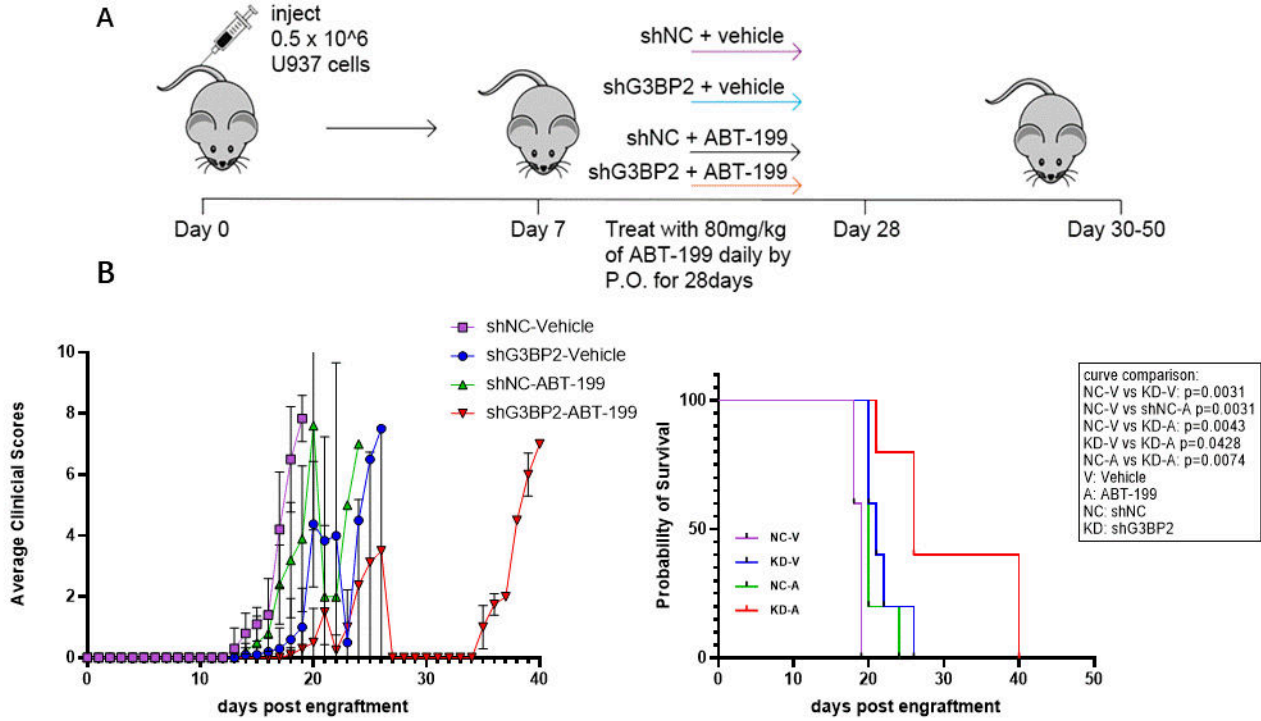 A
inject
0.5 x 10^6
U937 cells
shNC + vehicle
shG3BP2 + vehicle
shNC + ABT-199
shG3BP2 + ABT-199
Day 0
Day 7
Treat with 80mg/kg
of ABT-199 daily by
P.O. for 28days
Day 28
Day 30-50
B
shNC-Vehicle
shG3BP2-Vehicle
shNC-ABT-199
shG3BP2-ABT-199
Average Clinicial Scores
10
8
6
4
2
0
0
10
20
30
40
days post engraftment
Probability of Survival
100
50
0
NC-V
KD-V
NC-A
KD-A
0
10
20
30
40
50
days post engraftment
curve comparison:
NC-V vs KD-V: p=0.0031
NC-V vs shNC-A p=0.0031
NC-V vs KD-A: p=0.0043
KD-V vs KD-A p=0.0428
NC-A vs KD-A: p=0.0074
V: Vehicle
A: ABT-199
NC: shNC
KD: shG3BP2